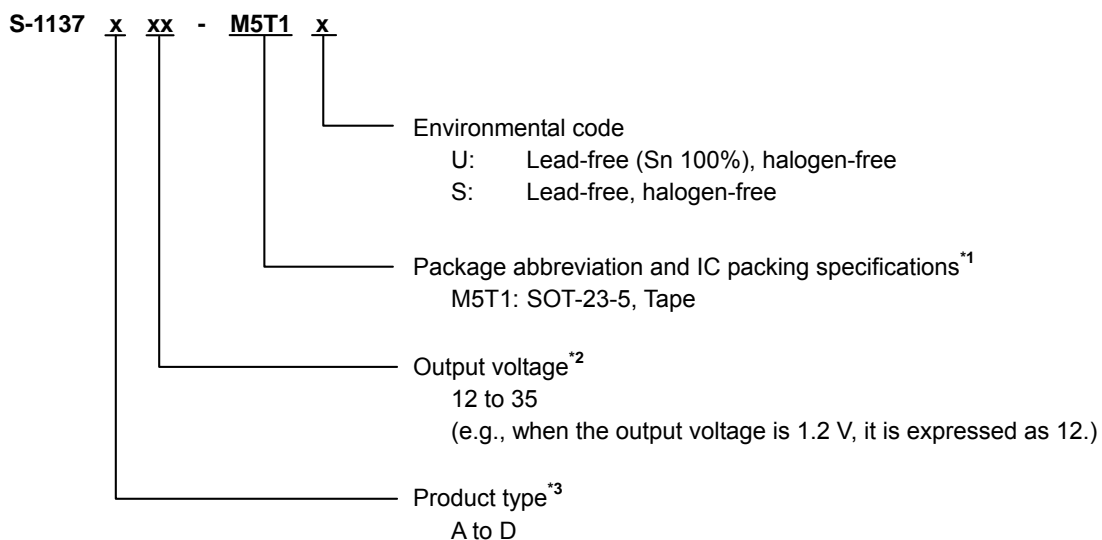 S-1137 x xx - M5T1 x
Environmental code
U: Lead-free (Sn 100%), halogen-free
S: Lead-free, halogen-free
Package abbreviation and IC packing specifications*1
M5T1: SOT-23-5, Tape
Output voltage*2
12 to 35
(e.g., when the output voltage is 1.2 V, it is expressed as 12.)
Product type*3
A to D